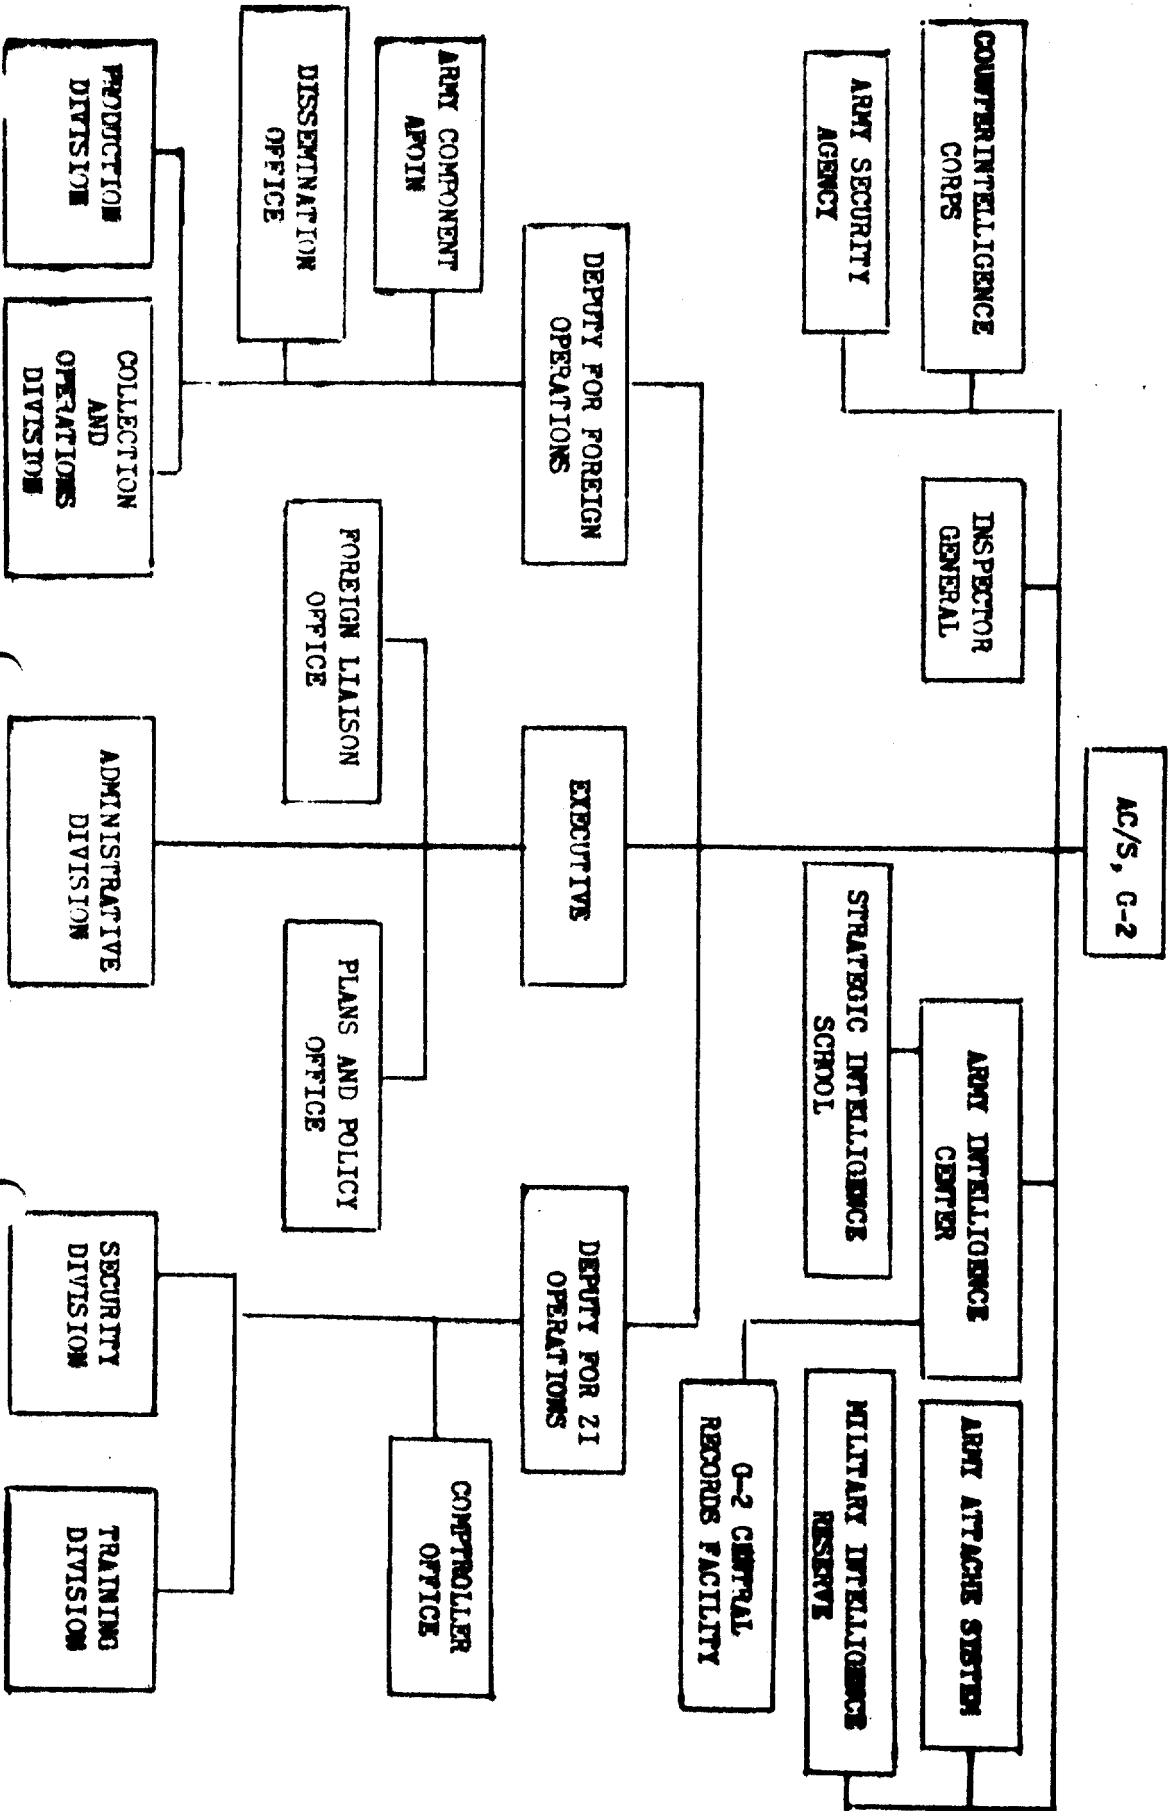 AC/S, G-2
COUNTERINTELLIGENCE
CORPS
ARMY SECURITY
AGENCY
INSPECTOR
GENERAL
ARMY INTELLIGENCE
CENTER
STRATEGIC INTELLIGENCE
SCHOOL
G-2 CENTRAL
RECORDS FACILITY
ARMY ATTACHE SYSTEM
MILITARY INTELLIGENCE
RESERVE
DEPUTY FOR FOREIGN
OPERATIONS
EXECUTIVE
DEPUTY FOR ZI
OPERATIONS
ARMY COMPONENT
AFOIN
DISSEMINATION
OFFICE
FOREIGN LIAISON
OFFICE
PLANS AND POLICY
OFFICE
COMPTROLLER
OFFICE
PRODUCTION
DIVISION
COLLECTION
AND
OPERATIONS
DIVISION
ADMINISTRATIVE
DIVISION
SECURITY
DIVISION
TRAINING
DIVISION